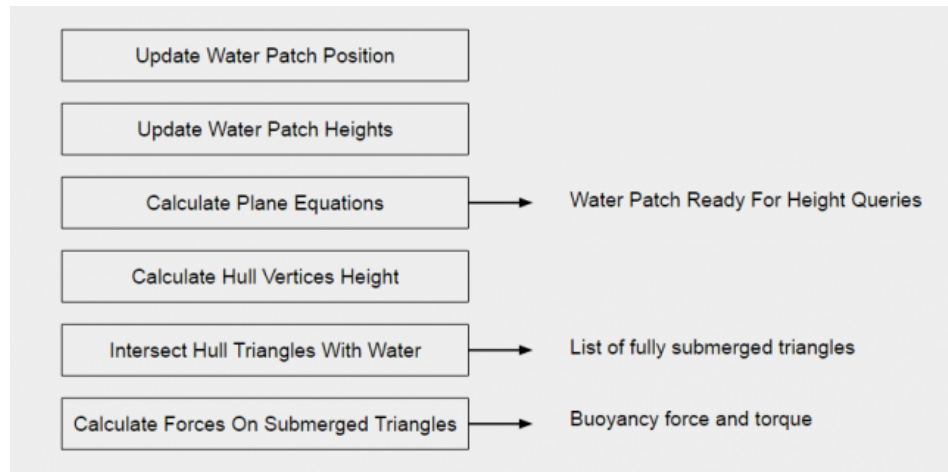 Update Water Patch Position
Update Water Patch Heights
Calculate Plane Equations
Water Patch Ready For Height Queries
Calculate Hull Vertices Height
Intersect Hull Triangles With Water
List of fully submerged triangles
Calculate Forces On Submerged Triangles
Buoyancy force and torque